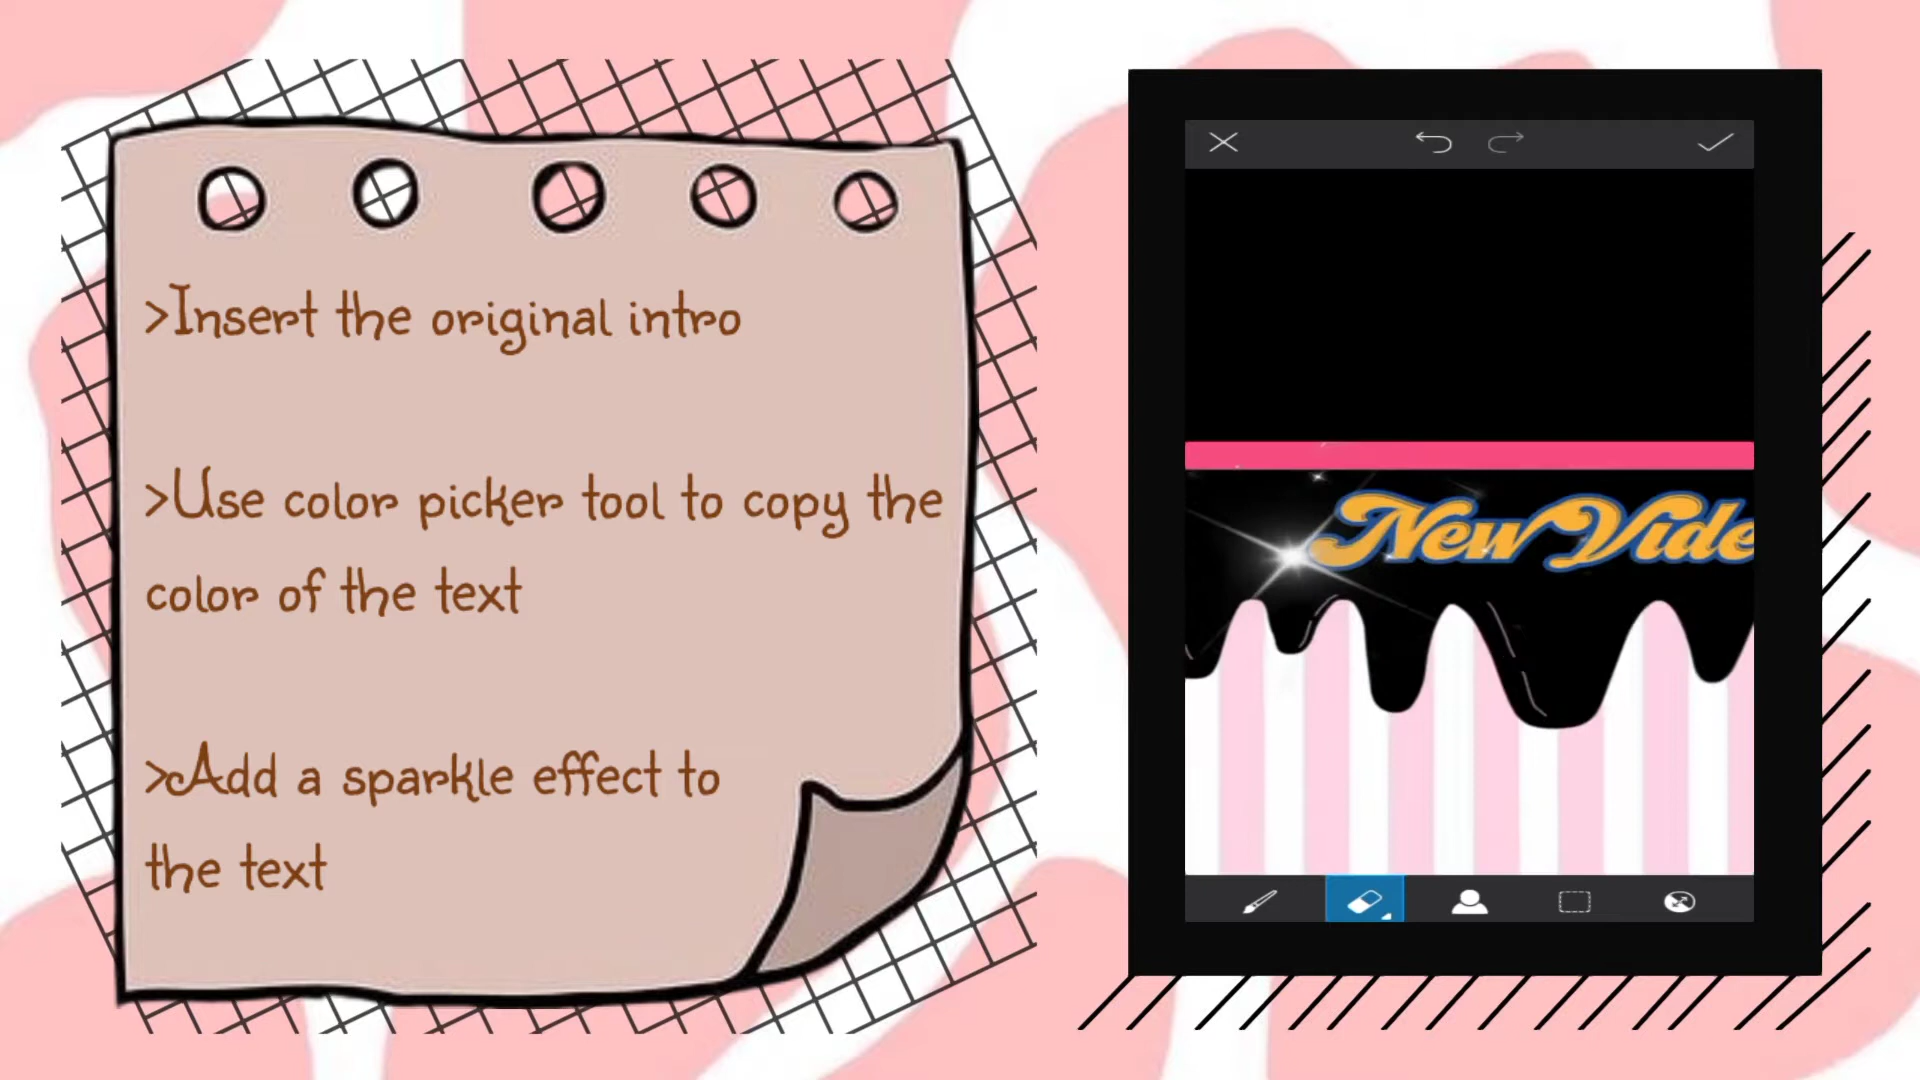 >Insert the original intro
>Use color picker tool to copy the
color of the text
>Add a sparkle effect to
the text
New Vide